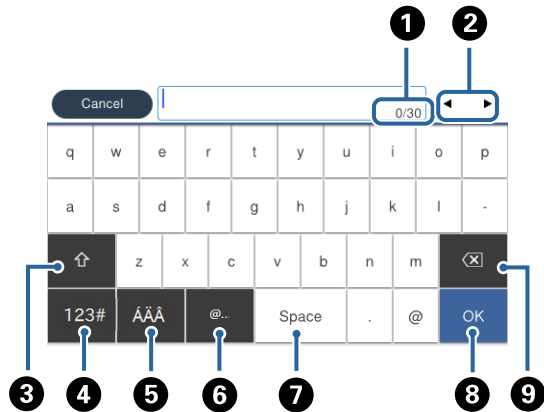 1 2
Cancel 0/30
q w e r t y u i o p
a s d f g h j k l -
z x c v b n m
3 9
123# ÁÄÂ @... Space . @ OK
4 5 6 7 8